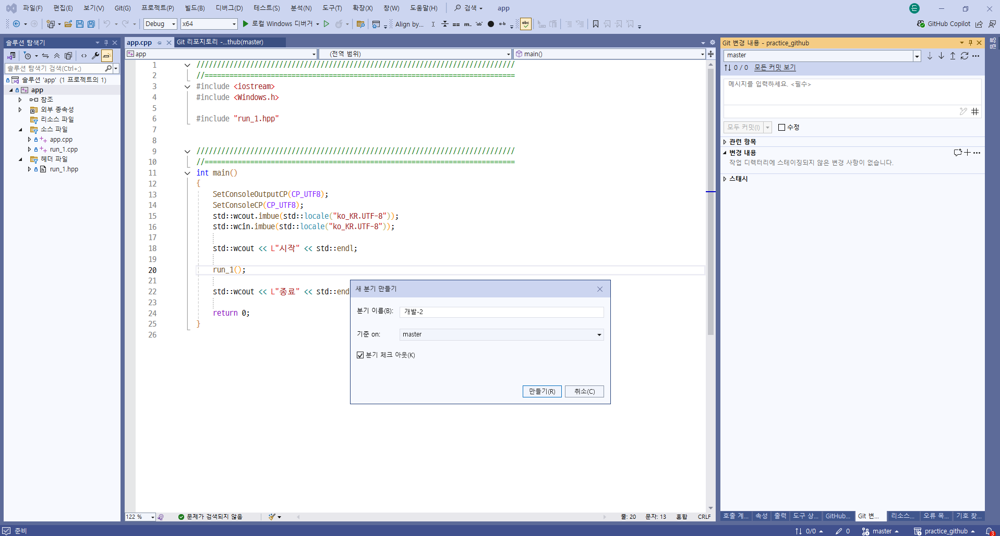 파일(F) 편집(E) 보기(V) Git(G) 프로젝트(P) 빌드(B) 디버그(D) 테스트(S) 분석(N) 도구(T) 확장(X) 창(W) 도움말(H) 검색 app
Debug x64 로컬 Windows 디버거 Align by... GitHub Copilot
솔루션 탐색기
솔루션 탐색기 검색(Ctrl+;)
솔루션 'app' (1 프로젝트의 1)
app
참조
외부 종속성
리소스 파일
소스 파일
app.cpp
run_1.cpp
헤더 파일
run_1.hpp
app.cpp Git 리포지토리 -...thub(master)
app (전역 범위) main()
1 //////////////////////////////////////////////////////////////////////////////
2 //===========================================================================
3 #include <iostream>
4 #include <Windows.h>
5
6 #include "run_1.hpp"
7
8
9 //////////////////////////////////////////////////////////////////////////////
10 //===========================================================================
11 int main()
12 {
13 SetConsoleOutputCP(CP_UTF8);
14 SetConsoleCP(CP_UTF8);
15 std::wcout.imbue(std::locale("ko_KR.UTF-8"));
16 std::wcin.imbue(std::locale("ko_KR.UTF-8"));
17
18 std::wcout << L"시작" << std::endl;
19
20 run_1();
21
22 std::wcout << L"종료" << std::end
23
24 return 0;
25 }
26
새 분기 만들기
분기 이름(B): 개발-2
기준 on: master
분기 체크 아웃(K)
만들기(R) 취소(C)
122 % 문제가 검색되지 않음 줄: 20 문자: 13 혼합 CRLF
Git 변경 내용 - practice_github
master
0 / 0 모든 커밋 보기
메시지를 입력하세요. <필수>
모두 커밋(I) 수정
관련 항목
변경 내용
작업 디렉터리에 스테이징되지 않은 변경 사항이 없습니다.
스태시
호출 계... 속성 출력 도구 상... GitHub... Git 변... 리소스... 오류 목... 기호 찾...
준비 0/0 0 master practice_github 3